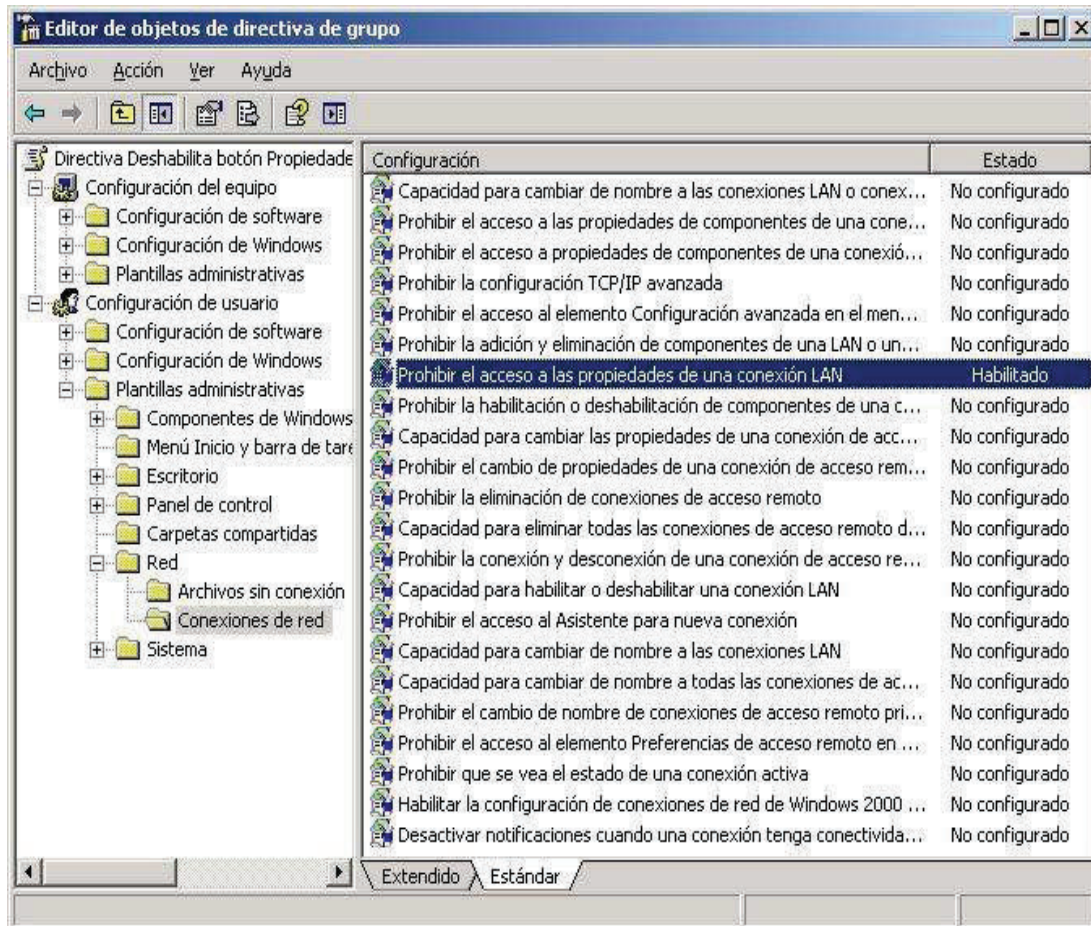 Editor de objetos de directiva de grupo
Archivo Acción Ver Ayuda
Directiva Deshabilita botón Propiedade
Configuración del equipo
Configuración de software
Configuración de Windows
Plantillas administrativas
Configuración de usuario
Configuración de software
Configuración de Windows
Plantillas administrativas
Componentes de Windows
Menú Inicio y barra de tare
Escritorio
Panel de control
Carpetas compartidas
Red
Archivos sin conexión
Conexiones de red
Sistema
Configuración Estado
Capacidad para cambiar de nombre a las conexiones LAN o conex... No configurado
Prohibir el acceso a las propiedades de componentes de una cone... No configurado
Prohibir el acceso a propiedades de componentes de una conexió... No configurado
Prohibir la configuración TCP/IP avanzada No configurado
Prohibir el acceso al elemento Configuración avanzada en el men... No configurado
Prohibir la adición y eliminación de componentes de una LAN o un... No configurado
Prohibir el acceso a las propiedades de una conexión LAN Habilitado
Prohibir la habilitación o deshabilitación de componentes de una c... No configurado
Capacidad para cambiar las propiedades de una conexión de acc... No configurado
Prohibir el cambio de propiedades de una conexión de acceso rem... No configurado
Prohibir la eliminación de conexiones de acceso remoto No configurado
Capacidad para eliminar todas las conexiones de acceso remoto d... No configurado
Prohibir la conexión y desconexión de una conexión de acceso re... No configurado
Capacidad para habilitar o deshabilitar una conexión LAN No configurado
Prohibir el acceso al Asistente para nueva conexión No configurado
Capacidad para cambiar de nombre a las conexiones LAN No configurado
Capacidad para cambiar de nombre a todas las conexiones de ac... No configurado
Prohibir el cambio de nombre de conexiones de acceso remoto pri... No configurado
Prohibir el acceso al elemento Preferencias de acceso remoto en ... No configurado
Prohibir que se vea el estado de una conexión activa No configurado
Habilitar la configuración de conexiones de red de Windows 2000 ... No configurado
Desactivar notificaciones cuando una conexión tenga conectivida... No configurado
Extendido Estándar